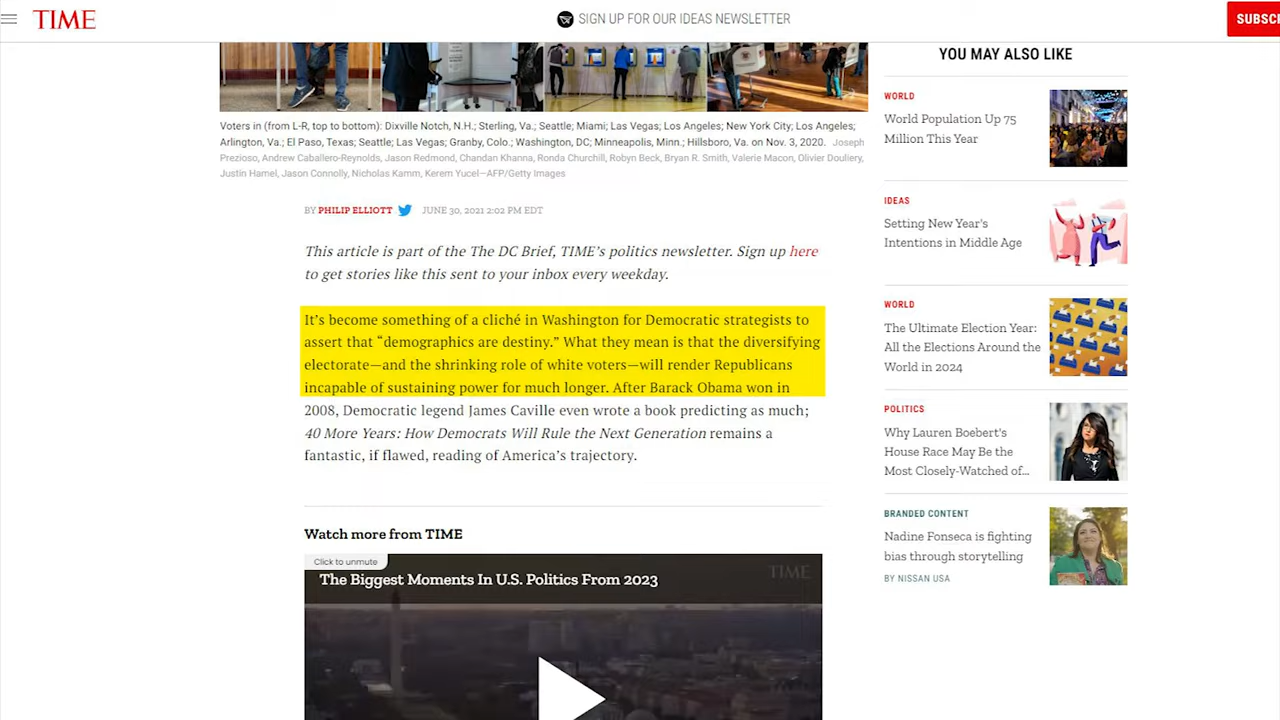 TIME
SIGN UP FOR OUR IDEAS NEWSLETTER
SUBSC
Voters in (from L-R, top to bottom): Dixville Notch, N.H.; Sterling, Va.; Seattle; Miami; Las Vegas; Los Angeles; New York City; Los Angeles;
Arlington, Va.; El Paso, Texas; Seattle; Las Vegas; Granby, Colo.; Washington, DC; Minneapolis, Minn.; Hillsboro, Va. on Nov. 3, 2020. Joseph
Prezioso, Andrew Caballero-Reynolds, Jason Redmond, Chandan Khanna, Ronda Churchill, Robyn Beck, Bryan R. Smith, Valerie Macon, Olivier Douliery,
Justin Hamel, Jason Connolly, Nicholas Kamm, Kerem Yucel—AFP/Getty Images
BY PHILIP ELLIOTT JUNE 30, 2021 2:02 PM EDT
This article is part of the The DC Brief, TIME's politics newsletter. Sign up here
to get stories like this sent to your inbox every weekday.
It's become something of a cliché in Washington for Democratic strategists to
assert that “demographics are destiny.” What they mean is that the diversifying
electorate—and the shrinking role of white voters—will render Republicans
incapable of sustaining power for much longer. After Barack Obama won in
2008, Democratic legend James Caville even wrote a book predicting as much;
40 More Years: How Democrats Will Rule the Next Generation remains a
fantastic, if flawed, reading of America's trajectory.
Watch more from TIME
Click to unmute
The Biggest Moments In U.S. Politics From 2023
TIME
YOU MAY ALSO LIKE
WORLD
World Population Up 75
Million This Year
IDEAS
Setting New Year's
Intentions in Middle Age
WORLD
The Ultimate Election Year:
All the Elections Around the
World in 2024
POLITICS
Why Lauren Boebert's
House Race May Be the
Most Closely-Watched of...
BRANDED CONTENT
Nadine Fonseca is fighting
bias through storytelling
BY NISSAN USA